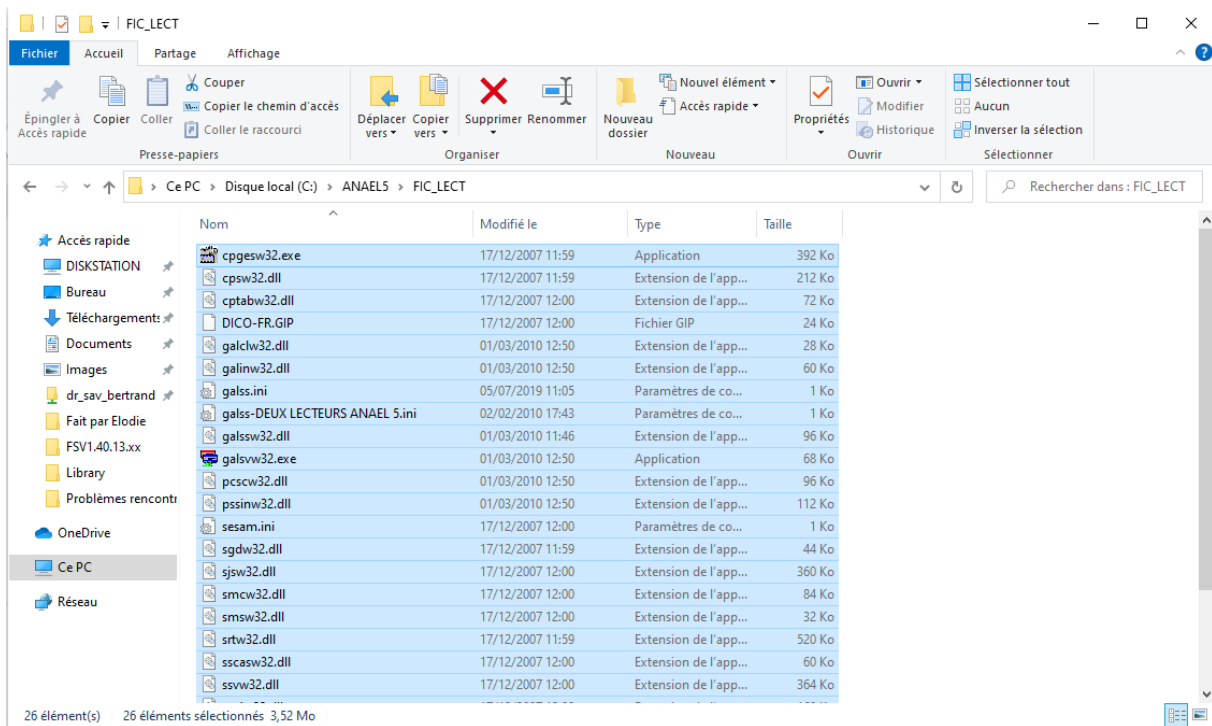 FIC_LECT
Fichier Accueil Partage Affichage
Épingler à Accès rapide
Copier
Coller
Couper
Copier le chemin d'accès
Coller le raccourci
Presse-papiers
Déplacer vers
Copier vers
Supprimer
Renommer
Organiser
Nouveau dossier
Nouvel élément
Accès rapide
Nouveau
Propriétés
Ouvrir
Modifier
Historique
Ouvrir
Sélectionner tout
Aucun
Inverser la sélection
Sélectionner
Ce PC > Disque local (C:) > ANAEL5 > FIC_LECT
Rechercher dans : FIC_LECT
Accès rapide
DISKSTATION
Bureau
Téléchargements
Documents
Images
dr_sav_bertrand
Fait par Elodie
FSV1.40.13.xx
Library
Problèmes rencontr
OneDrive
Ce PC
Réseau
Nom Modifié le Type Taille
cpgesw32.exe 17/12/2007 11:59 Application 392 Ko
cpsw32.dll 17/12/2007 11:59 Extension de l'app... 212 Ko
cptabw32.dll 17/12/2007 12:00 Extension de l'app... 72 Ko
DICO-FR.GIP 17/12/2007 12:00 Fichier GIP 24 Ko
galclw32.dll 01/03/2010 12:50 Extension de l'app... 28 Ko
galinw32.dll 01/03/2010 12:50 Extension de l'app... 60 Ko
galss.ini 05/07/2019 11:05 Paramètres de co... 1 Ko
galss-DEUX LECTEURS ANAEL 5.ini 02/02/2010 17:43 Paramètres de co... 1 Ko
galssw32.dll 01/03/2010 11:46 Extension de l'app... 96 Ko
galsvw32.exe 01/03/2010 12:50 Application 68 Ko
pcscw32.dll 01/03/2010 12:50 Extension de l'app... 96 Ko
pssinw32.dll 01/03/2010 12:50 Extension de l'app... 112 Ko
sesam.ini 17/12/2007 12:00 Paramètres de co... 1 Ko
sgdw32.dll 17/12/2007 11:59 Extension de l'app... 44 Ko
sjsw32.dll 17/12/2007 12:00 Extension de l'app... 360 Ko
smcw32.dll 17/12/2007 12:00 Extension de l'app... 84 Ko
smsw32.dll 17/12/2007 12:00 Extension de l'app... 32 Ko
srtw32.dll 17/12/2007 11:59 Extension de l'app... 520 Ko
sscasw32.dll 17/12/2007 12:00 Extension de l'app... 60 Ko
ssvw32.dll 17/12/2007 12:00 Extension de l'app... 364 Ko
26 élément(s) 26 éléments sélectionnés 3,52 Mo